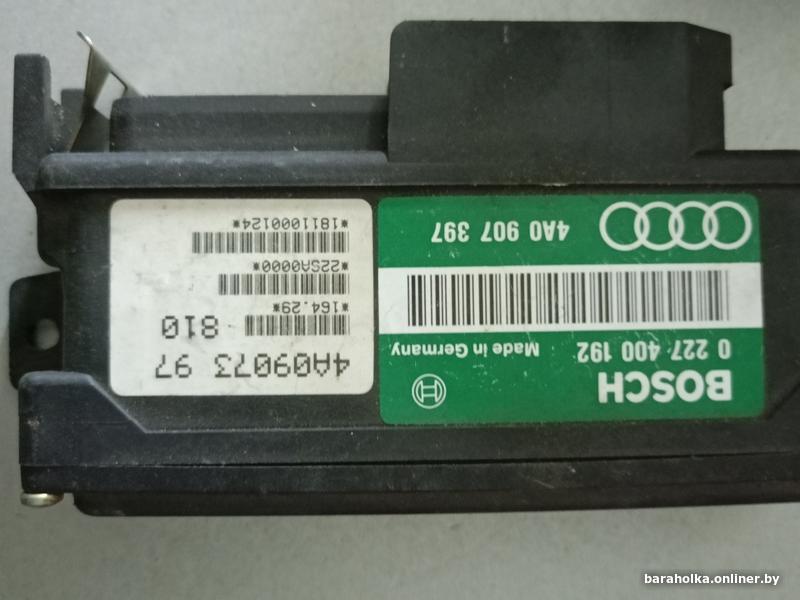 BOSCH
0 227 400 192 Made in Germany
4A0 907 397
4A09073 97
810
*164.29*
*22SA00000*
*1811000124*
baraholka.onliner.by